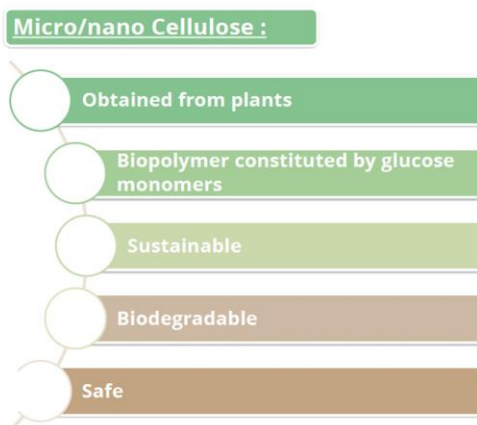 Micro/nano Cellulose :
Obtained from plants
Biopolymer constituted by glucose
monomers
Sustainable
Biodegradable
Safe